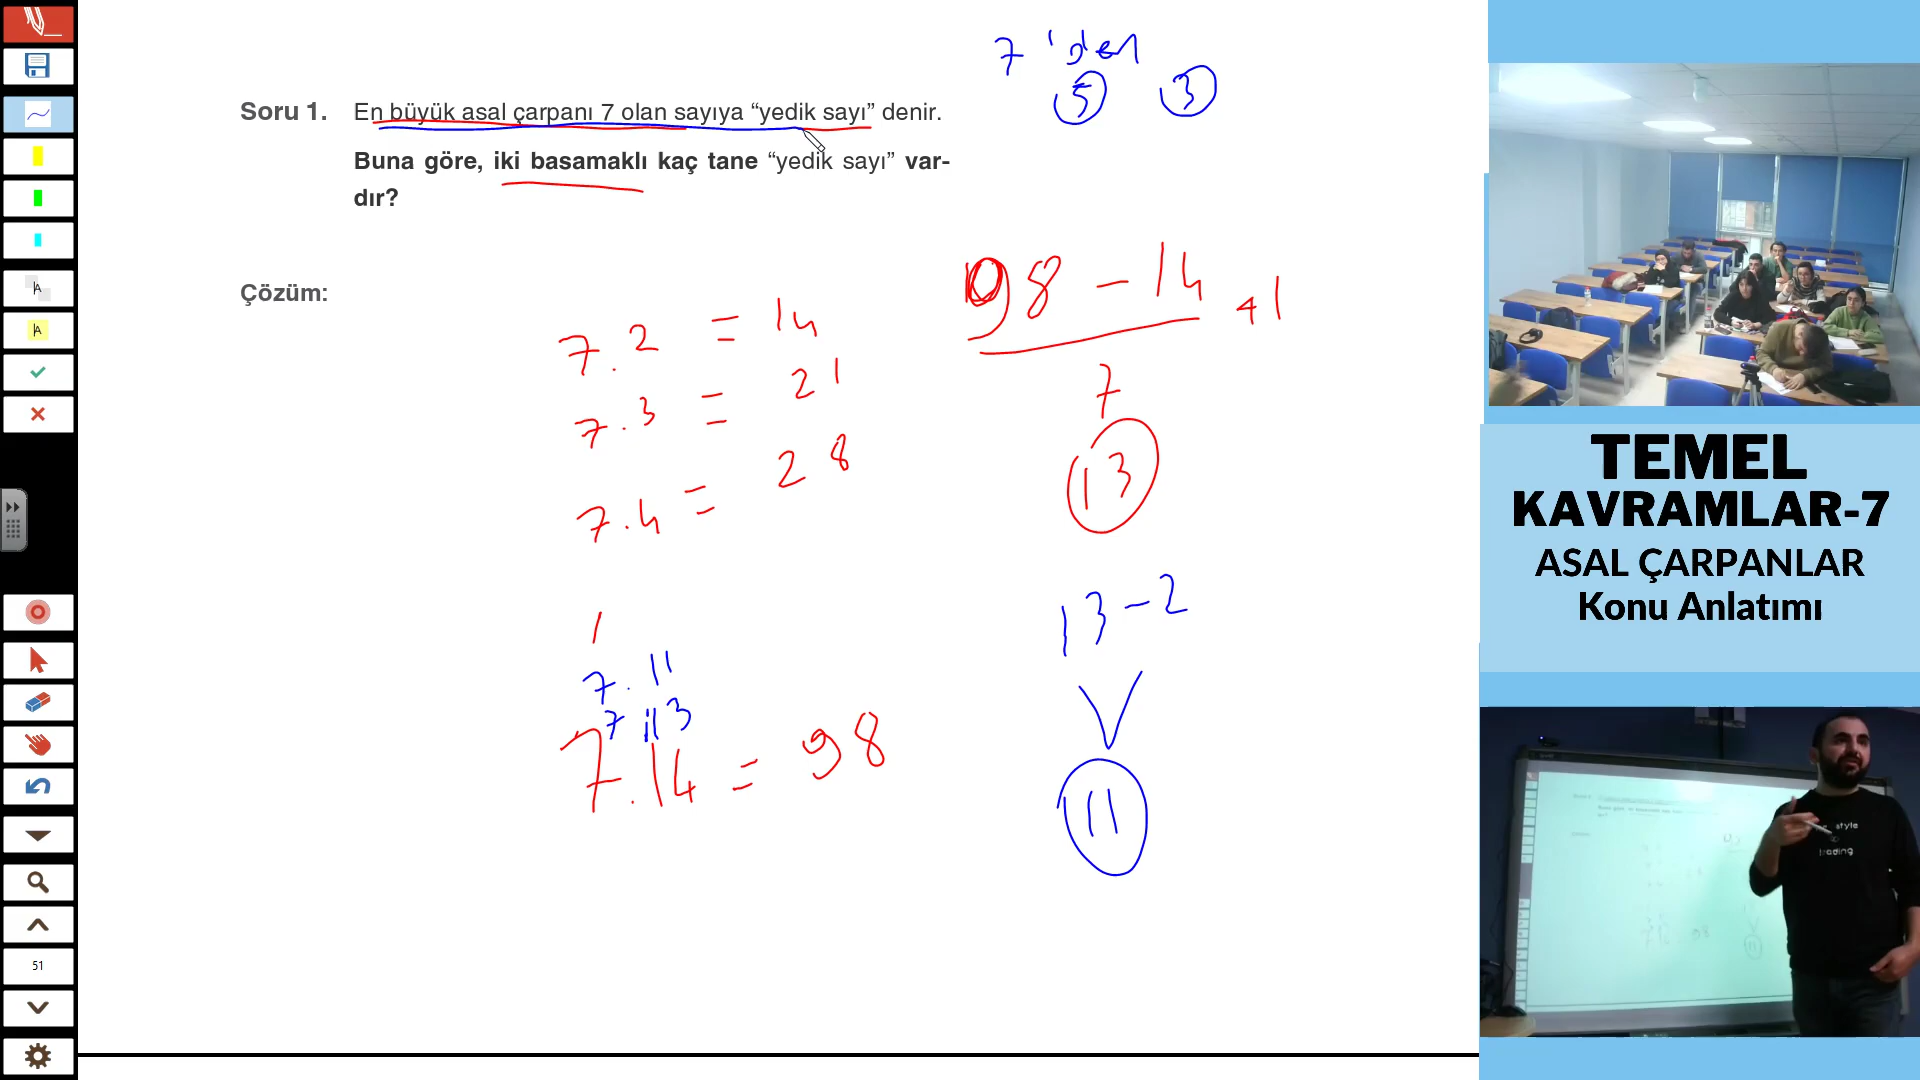 7 'den
5 3
Soru 1. En büyük asal çarpanı 7 olan sayıya “yedik sayı” denir.
Buna göre, iki basamaklı kaç tane “yedik sayı” var-
dır?
Çözüm:
7.2 = 14
7.3 = 21
7.4 = 28
7.11
7 13
7.14 = 98
98 - 14 +1
7
13
13-2
11
51
TEMEL
KAVRAMLAR-7
ASAL ÇARPANLAR
Konu Anlatımı
style